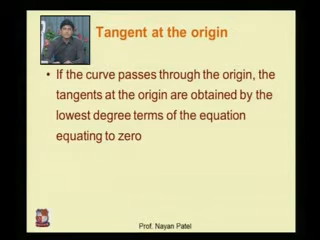 Tangent at the origin
• If the curve passes through the origin, the
tangents at the origin are obtained by the
lowest degree terms of the equation
equating to zero
Prof. Nayan Patel